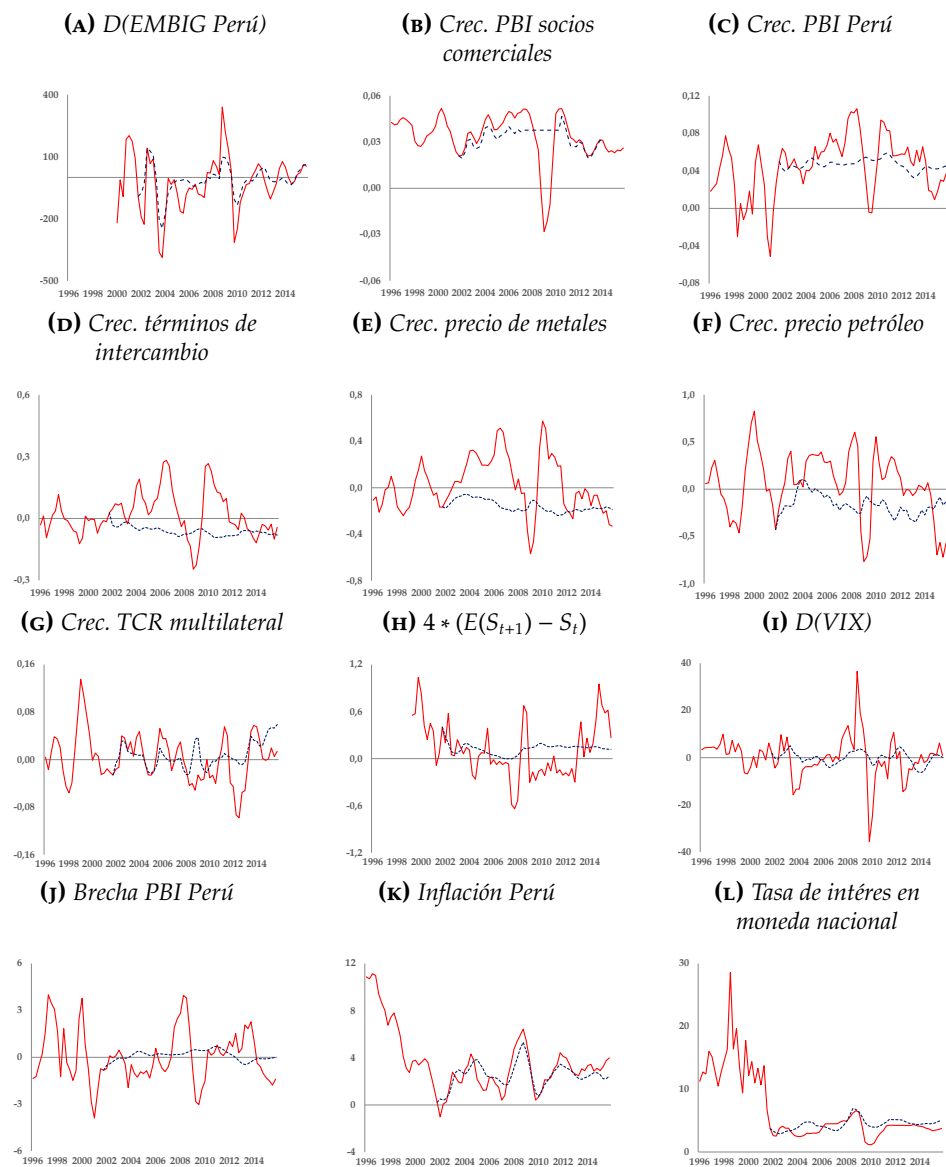 (A) D(EMBIG Perú)
400
100
-200
-500
1996 1998 2000 2002 2004 2006 2008 2010 2012 2014
(B) Crec. PBI socios
comerciales
0,06
0,03
0,00
-0,03
-0,06
1996 1998 2000 2002 2004 2006 2008 2010 2012 2014
(C) Crec. PBI Perú
0,12
0,08
0,04
0,00
-0,04
-0,08
1996 1998 2000 2002 2004 2006 2008 2010 2012 2014
(D) Crec. términos de
intercambio
0,6
0,3
0,0
-0,3
1996 1998 2000 2002 2004 2006 2008 2010 2012 2014
(E) Crec. precio de metales
0,8
0,4
0,0
-0,4
-0,8
1996 1998 2000 2002 2004 2006 2008 2010 2012 2014
(F) Crec. precio petróleo
1,0
0,5
0,0
-0,5
-1,0
1996 1998 2000 2002 2004 2006 2008 2010 2012 2014
(G) Crec. TCR multilateral
0,16
0,08
0,00
-0,08
-0,16
1996 1998 2000 2002 2004 2006 2008 2010 2012 2014
(H) 4 * (E(S_{t+1}) − S_t)
1,2
0,6
0,0
-0,6
-1,2
1996 1998 2000 2002 2004 2006 2008 2010 2012 2014
(I) D(VIX)
40
20
0
-20
-40
1996 1998 2000 2002 2004 2006 2008 2010 2012 2014
(J) Brecha PBI Perú
6
3
0
-3
-6
1996 1998 2000 2002 2004 2006 2008 2010 2012 2014
(K) Inflación Perú
12
8
4
0
-4
1996 1998 2000 2002 2004 2006 2008 2010 2012 2014
(L) Tasa de intéres en
moneda nacional
30
20
10
0
1996 1998 2000 2002 2004 2006 2008 2010 2012 2014